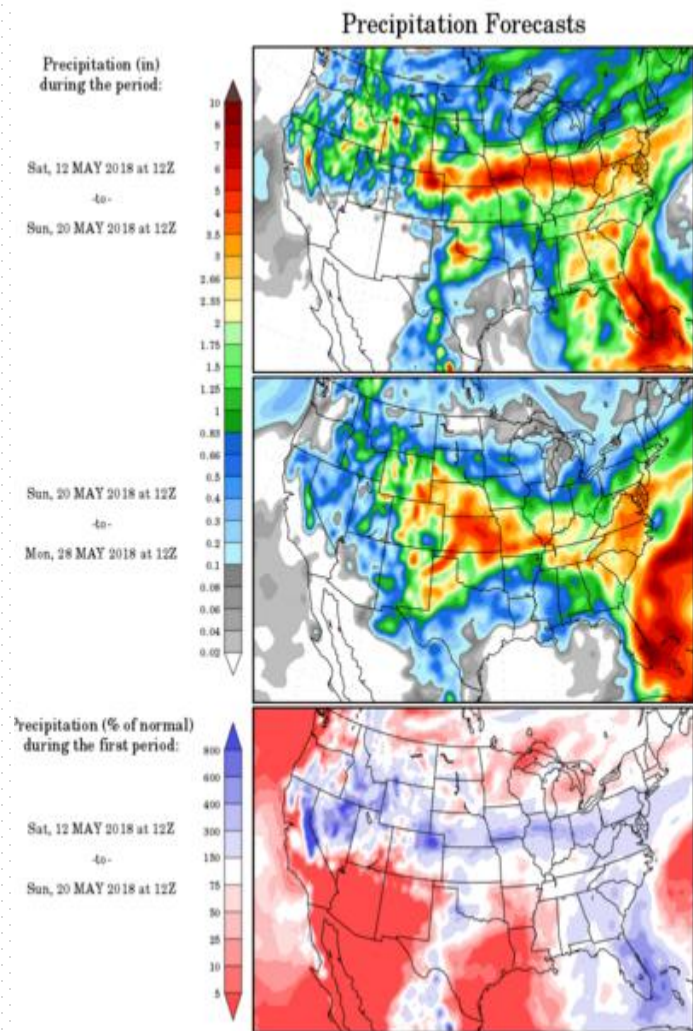 Precipitation Forecasts
Precipitation (in)
during the period:
Sat, 12 MAY 2018 at 12Z
-to-
Sun, 20 MAY 2018 at 12Z
10
8
7
6
5
4
3.5
3
2.66
2.33
2
1.75
1.5
1.25
1
0.83
0.66
0.5
0.4
0.3
0.2
0.1
0.08
0.06
0.04
0.02
Sun, 20 MAY 2018 at 12Z
-to-
Mon, 28 MAY 2018 at 12Z
Precipitation (% of normal)
during the first period:
Sat, 12 MAY 2018 at 12Z
-to-
Sun, 20 MAY 2018 at 12Z
800
600
400
300
150
75
50
25
10
5